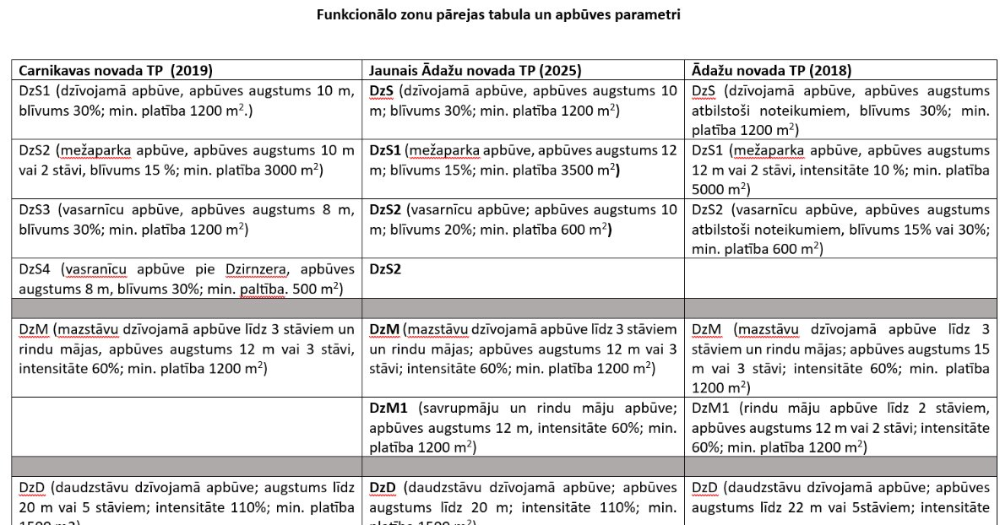 Funkcionālo zonu pārejas tabula un apbūves parametri
Carnikavas novada TP (2019)
Jaunais Ādažu novada TP (2025)
Ādažu novada TP (2018)
DzS1 (dzīvojamā apbūve, apbūves augstums 10 m,
blīvums 30%; min. platība 1200 m².)
DzS (dzīvojamā apbūve, apbūves augstums 10
m; blīvums 30%; min. platība 1200 m²)
DzS (dzīvojamā apbūve, apbūves augstums
atbilstoši noteikumiem, blīvums 30%; min.
platība 1200 m²)
DzS2 (mežaparka apbūve, apbūves augstums 10 m
vai 2 stāvi, blīvums 15 %; min. platība 3000 m²)
DzS1 (mežaparka apbūve, apbūves augstums 12
m; blīvums 15%; min. platība 3500 m²)
DzS1 (mežaparka apbūve, apbūves augstums
12 m vai 2 stāvi, intensitāte 10 %; min. platība
5000 m²)
DzS3 (vasarnīcu apbūve, apbūves augstums 8 m,
blīvums 30%; min. platība 1200 m²)
DzS2 (vasarnīcu apbūve; apbūves augstums 10
m; blīvums 20%; min. platība 600 m²)
DzS2 (vasarnīcu apbūve, apbūves augstums
atbilstoši noteikumiem, blīvums 15% vai 30%;
min. platība 600 m²)
DzS4 (vasranīcu apbūve pie Dzirnzera, apbūves
augstums 8 m, blīvums 30%; min. paltība. 500 m²)
DzS2
DzM (mazstāvu dzīvojamā apbūve līdz 3 stāviem un
rindu mājas, apbūves augstums 12 m vai 3 stāvi,
intensitāte 60%; min. platība 1200 m²)
DzM (mazstāvu dzīvojamā apbūve līdz 3 stāviem
un rindu mājas; apbūves augstums 12 m vai 3
stāvi; intensitāte 60%; min. platība 1200 m²)
DzM (mazstāvu dzīvojamā apbūve līdz 3
stāviem un rindu mājas; apbūves augstums 15
m vai 3 stāvi; intensitāte 60%; min. platība
1200 m²)
DzM1 (savrupmāju un rindu māju apbūve;
apbūves augstums 12 m, intensitāte 60%; min.
platība 1200 m²)
DzM1 (rindu māju apbūve līdz 2 stāviem,
apbūves augstums 12 m vai 2 stāvi; intensitāte
60%; min. platība 1200 m²)
DzD (daudzstāvu dzīvojamā apbūve; augstums līdz
20 m vai 5 stāviem; intensitāte 110%; min. platība
1500 m²)
DzD (daudzstāvu dzīvojamā apbūve; apbūves
augstums līdz 20 m; intensitāte 110%; min.
platība 1500 m²)
DzD (daudzstāvu dzīvojamā apbūve; apbūves
augstums līdz 22 m vai 5stāviem; intensitāte